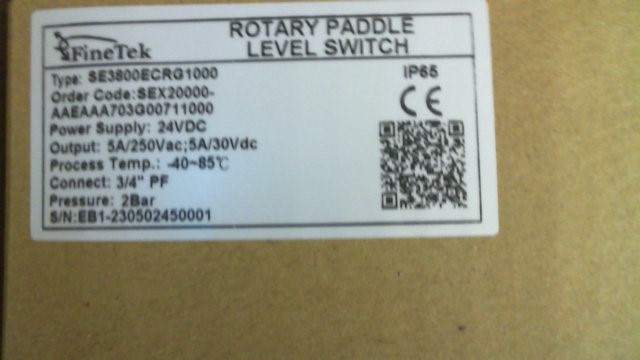 FineTek
ROTARY PADDLE
LEVEL SWITCH
Type: SE3800ECRG1000
IP65
Order Code:SEX20000-
CE
AAEAAA703G00711000
Power Supply: 24VDC
Output: 5A/250Vac;5A/30Vdc
Process Temp.: -40~85℃
Connect: 3/4" PF
Pressure: 2Bar
S/N:EB1-230502450001